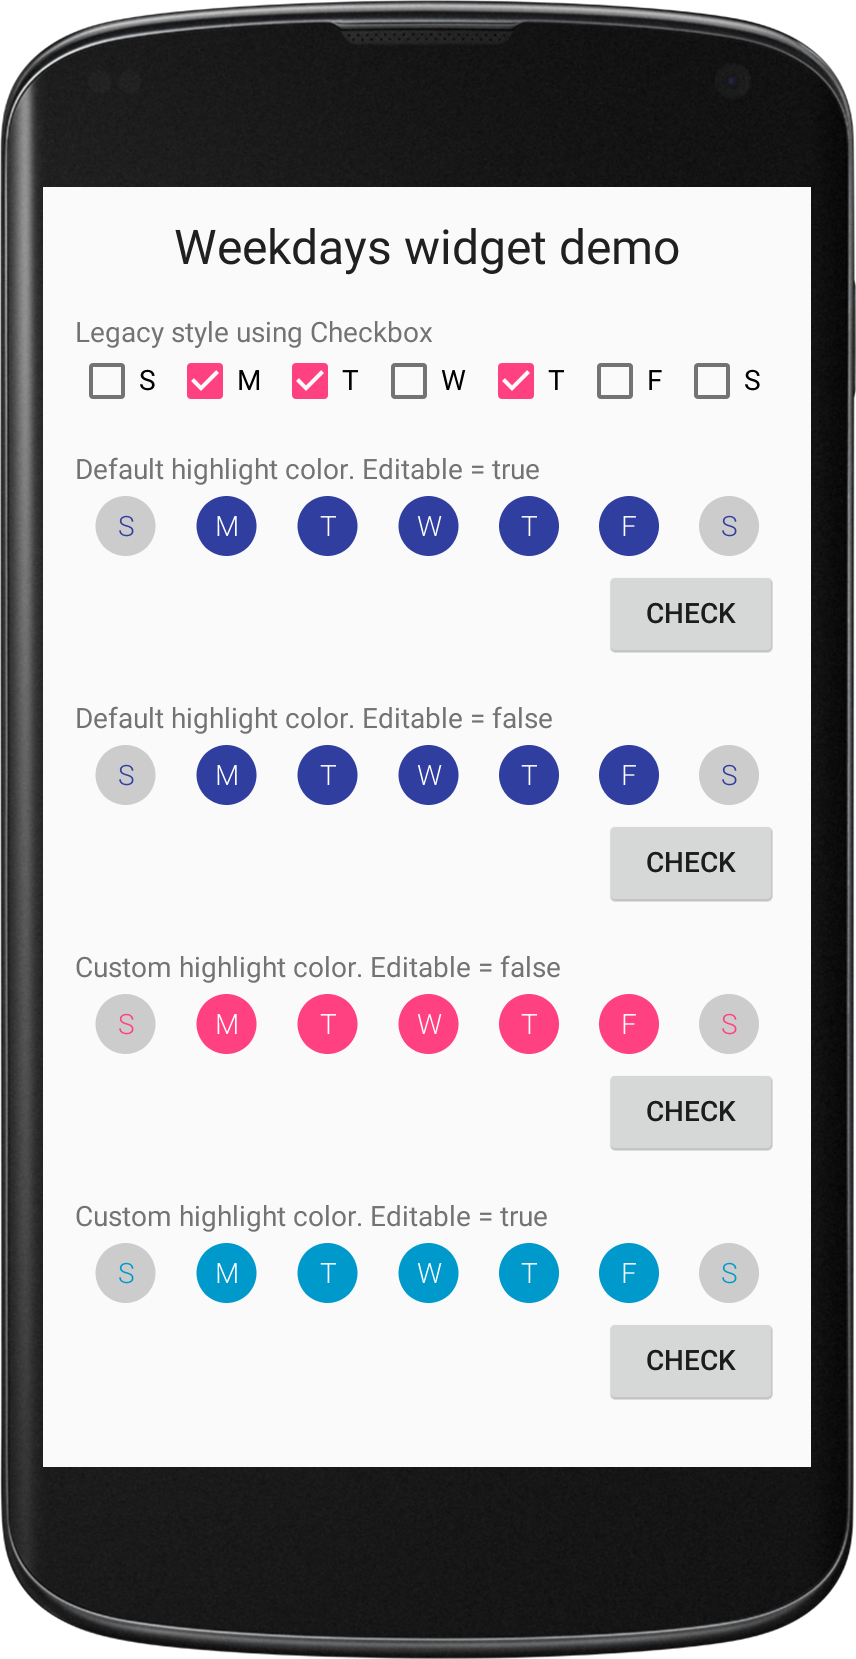 Weekdays widget demo
Legacy style using Checkbox
S M T W T F S
Default highlight color. Editable = true
S M T W T F S
CHECK
Default highlight color. Editable = false
S M T W T F S
CHECK
Custom highlight color. Editable = false
S M T W T F S
CHECK
Custom highlight color. Editable = true
S M T W T F S
CHECK